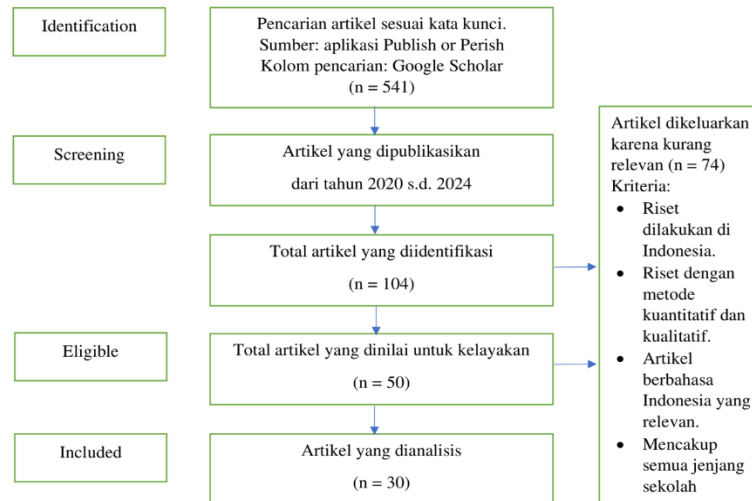 Identification
Pencarian artikel sesuai kata kunci.
Sumber: aplikasi Publish or Perish
Kolom pencarian: Google Scholar
(n = 541)
Screening
Artikel yang dipublikasikan
dari tahun 2020 s.d. 2024
Total artikel yang diidentifikasi
(n = 104)
Eligible
Total artikel yang dinilai untuk kelayakan
(n = 50)
Included
Artikel yang dianalisis
(n = 30)
Artikel dikeluarkan
karena kurang
relevan (n = 74)
Kriteria:
• Riset
dilakukan di
Indonesia.
• Riset dengan
metode
kuantitatif dan
kualitatif.
• Artikel
berbahasa
Indonesia yang
relevan.
• Mencakup
semua jenjang
sekolah